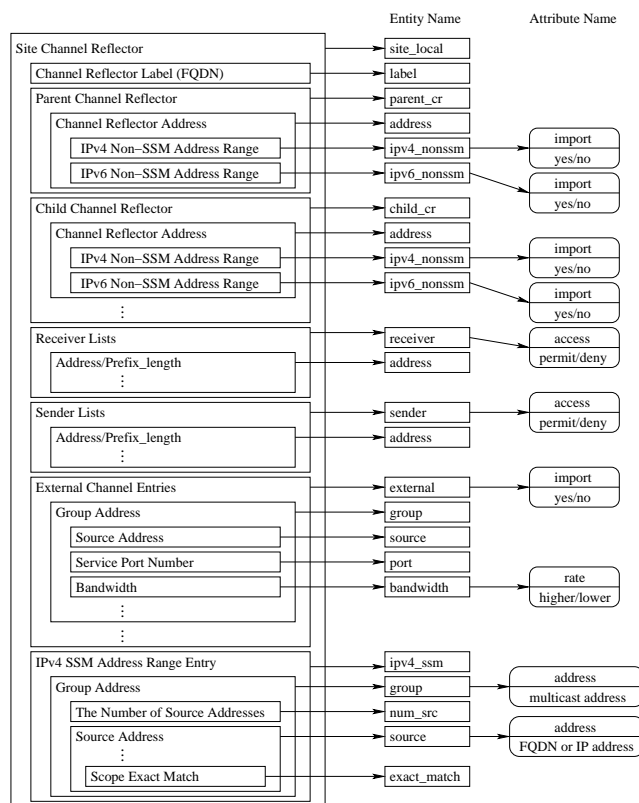 Entity Name Attribute Name
Site Channel Reflector site_local
Channel Reflector Label (FQDN) label
Parent Channel Reflector parent_cr
Channel Reflector Address address
IPv4 Non−SSM Address Range ipv4_nonssm import
yes/no
IPv6 Non−SSM Address Range ipv6_nonssm import
yes/no
Child Channel Reflector child_cr
Channel Reflector Address address
IPv4 Non−SSM Address Range ipv4_nonssm import
yes/no
IPv6 Non−SSM Address Range ipv6_nonssm import
yes/no
⋮
Receiver Lists receiver access
permit/deny
Address/Prefix_length address
⋮
Sender Lists sender access
permit/deny
Address/Prefix_length address
⋮
External Channel Entries external import
yes/no
Group Address group
Source Address source
Service Port Number port
Bandwidth bandwidth rate
higher/lower
⋮
⋮
IPv4 SSM Address Range Entry ipv4_ssm
Group Address group address
multicast address
The Number of Source Addresses num_src
Source Address source address
FQDN or IP address
⋮
Scope Exact Match exact_match